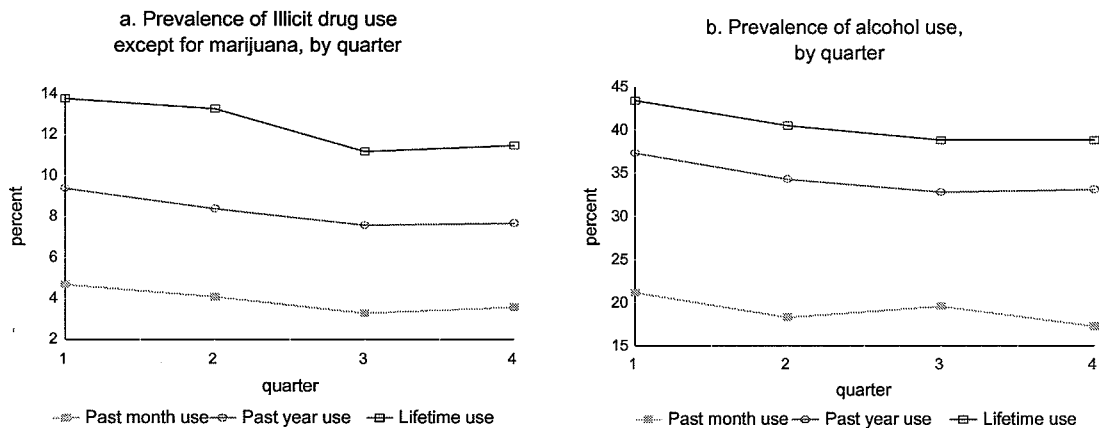 a. Prevalence of Illicit drug use
except for marijuana, by quarter
14
12
10
8
6
4
2
percent
1 2 3 4
quarter
Past month use Past year use Lifetime use
b. Prevalence of alcohol use,
by quarter
45
40
35
30
25
20
15
percent
1 2 3 4
quarter
Past month use Past year use Lifetime use